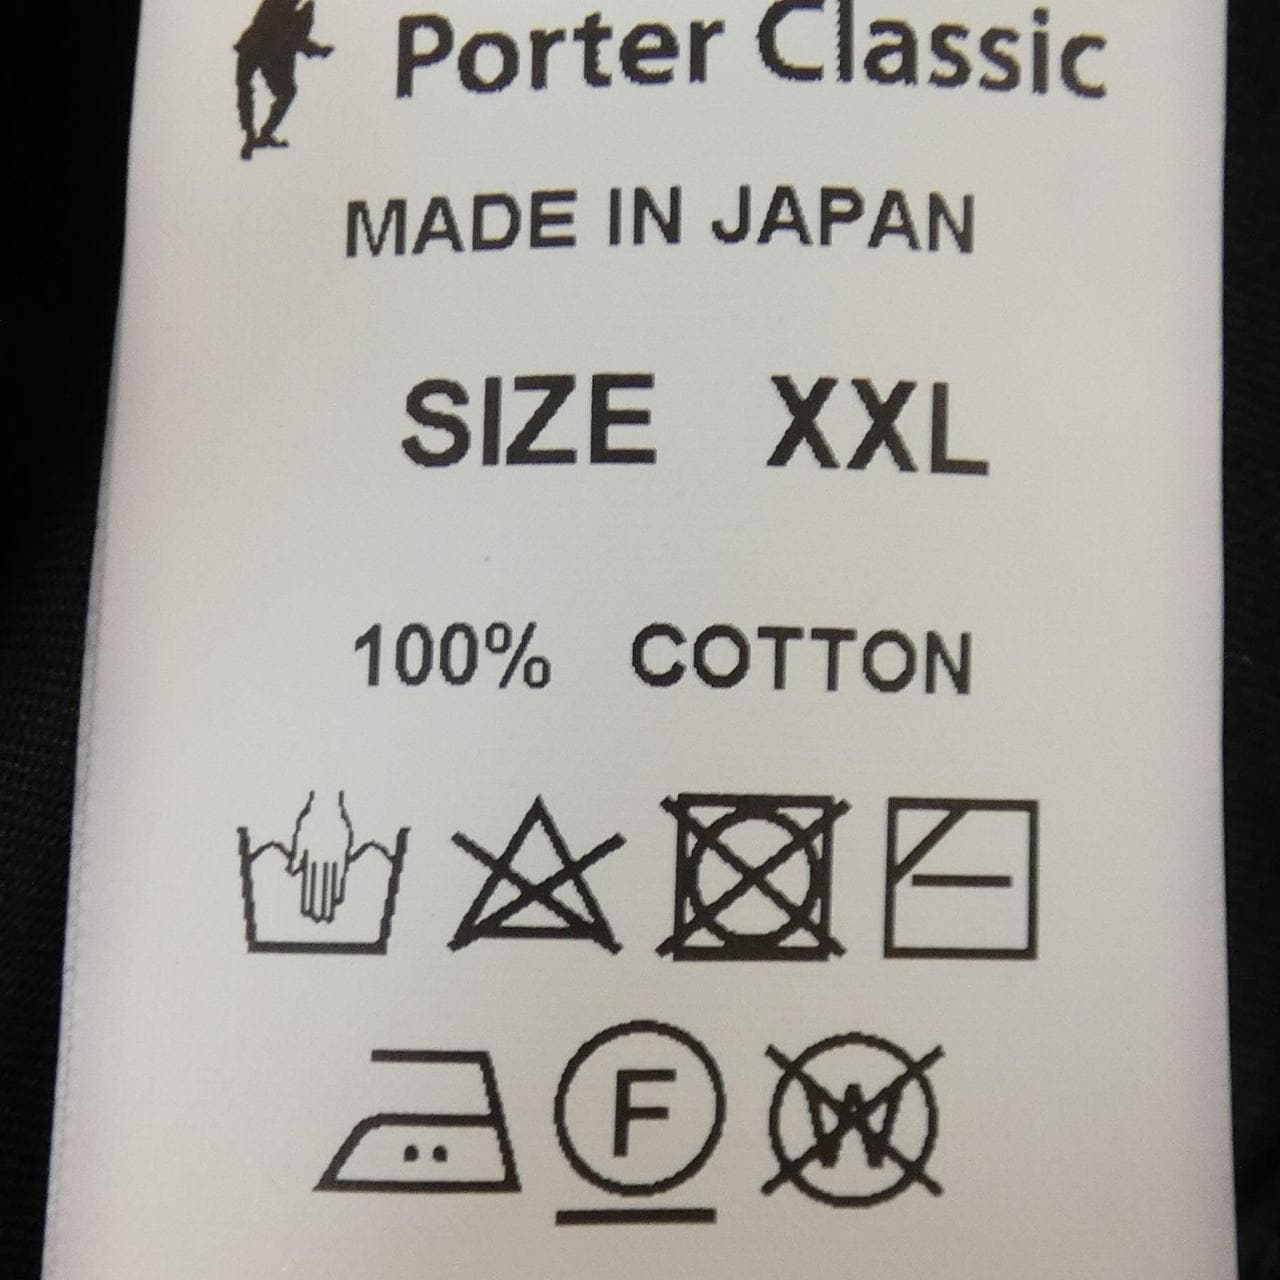 Porter Classic
MADE IN JAPAN
SIZE XXL
100% COTTON
F W